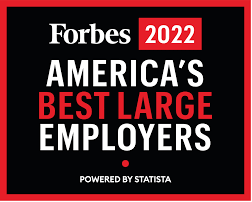 Forbes 2022
AMERICA'S
BEST LARGE
EMPLOYERS
POWERED BY STATISTA